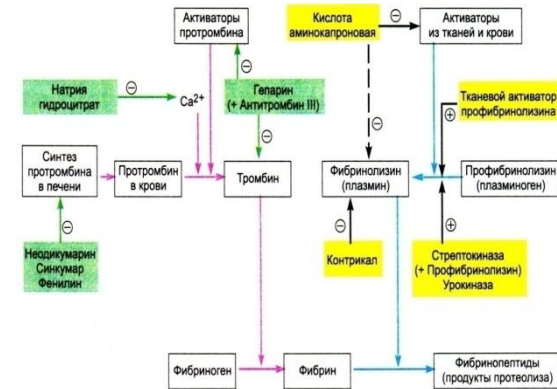 Активаторы
протромбина
Кислота
аминокапроновая
Активаторы
из тканей и крови
Натрия
гидроцитрат
Ca²⁺
Гепарин
(+ Антитромбин III)
Тканевой активатор
профибринолизина
Синтез
протромбина
в печени
Протромбин
в крови
Тромбин
Фибринолизин
(плазмин)
Профибринолизин
(плазминоген)
Неодикумарин
Синкумар
Фенилин
Контрикал
Стрептокиназа
(+ Профибринолизин)
Урокиназа
Фибриноген
Фибрин
Фибринопептиды
(продукты протеолиза)